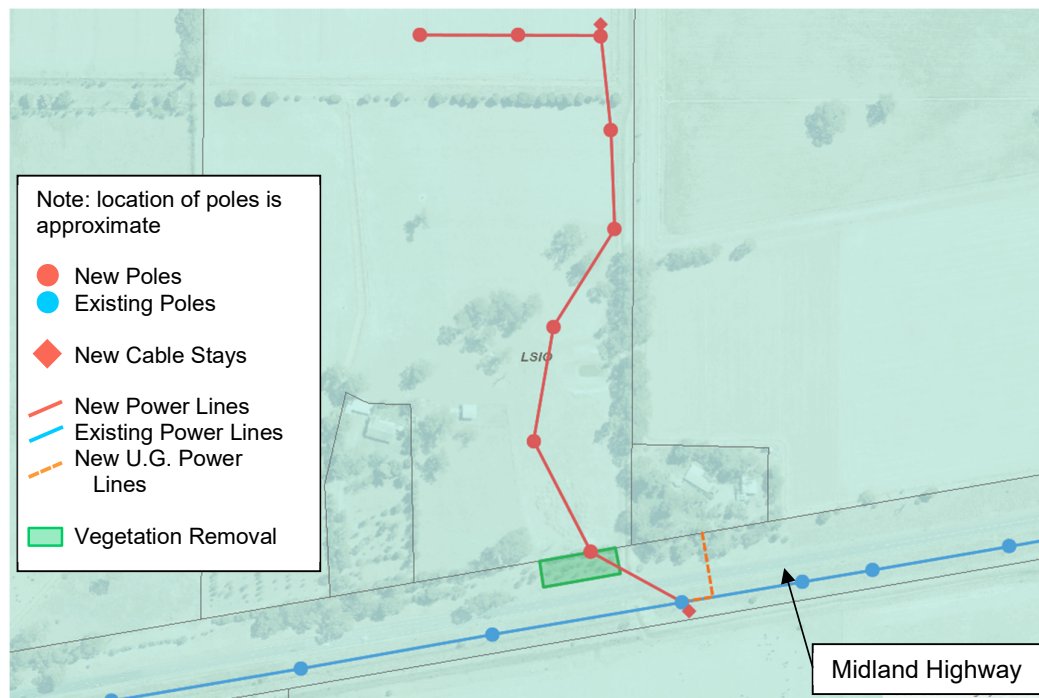 Note: location of poles is
approximate
New Poles
Existing Poles
New Cable Stays
New Power Lines
Existing Power Lines
New U.G. Power
Lines
Vegetation Removal
LSIO
Midland Highway